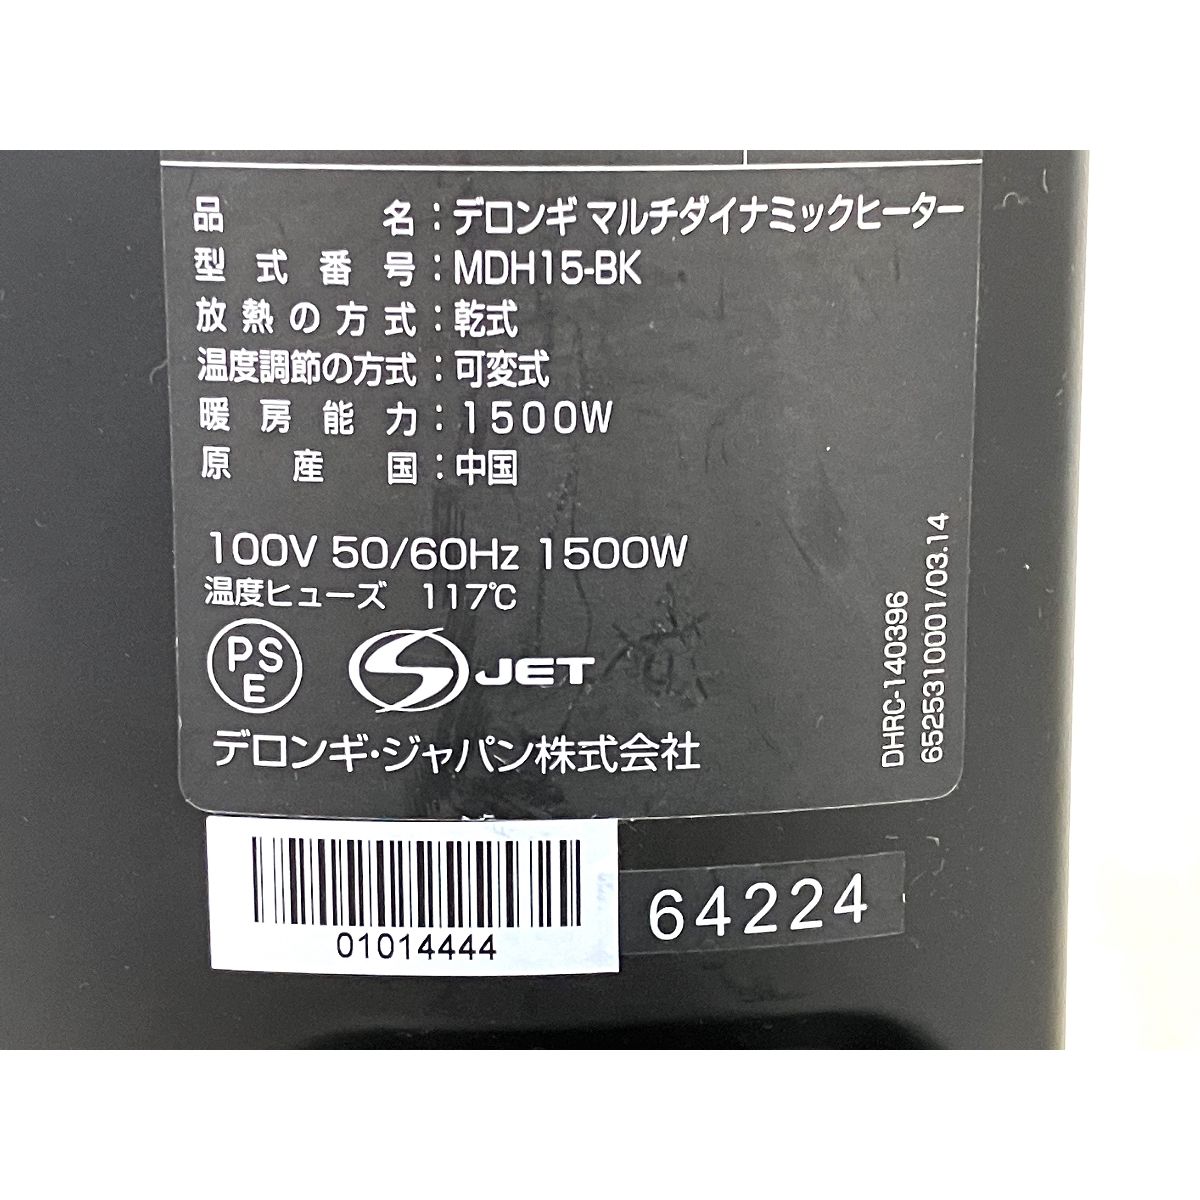 品名：デロンギ マルチダイナミックヒーター
型式番号：MDH15-BK
放熱の方式：乾式
温度調節の方式：可変式
暖房能力：1500W
原産国：中国
100V 50/60Hz 1500W
温度ヒューズ 117℃
PSE
S JET
デロンギ・ジャパン株式会社
DHRC-140396
6525310001/03.14
01014444
64224